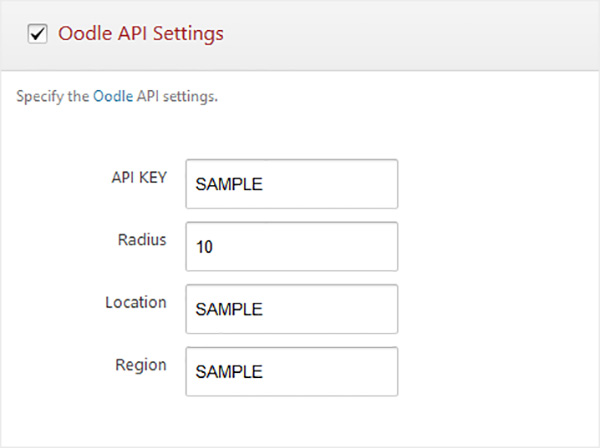 Oodle API Settings
Specify the Oodle API settings.
API KEY SAMPLE
Radius 10
Location SAMPLE
Region SAMPLE